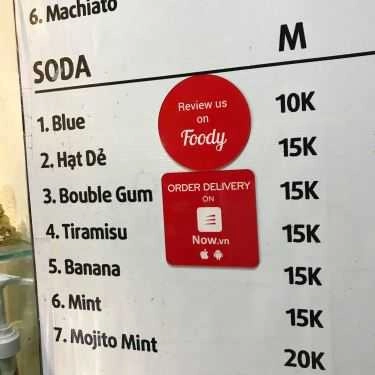 6. Machiato
SODA M
1. Blue 10K
2. Hạt Dẻ 15K
3. Bouble Gum 15K
4. Tiramisu 15K
5. Banana 15K
6. Mint 15K
7. Mojito Mint 20K
Review us
on
Foody
ORDER DELIVERY
ON
Now.vn